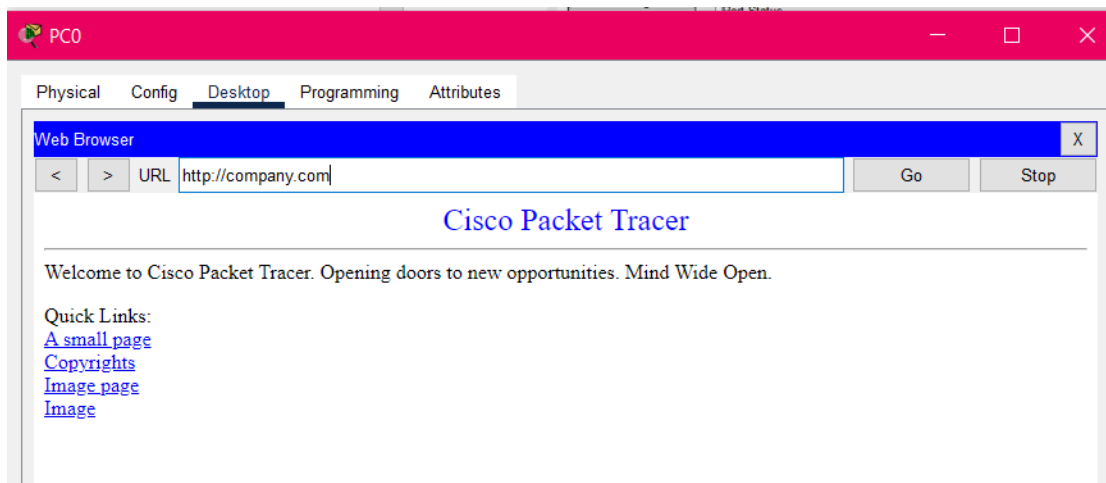 Port Status
PC0
Physical Config Desktop Programming Attributes
Web Browser X
< > URL http://company.com Go Stop
Cisco Packet Tracer
Welcome to Cisco Packet Tracer. Opening doors to new opportunities. Mind Wide Open.
Quick Links:
A small page
Copyrights
Image page
Image